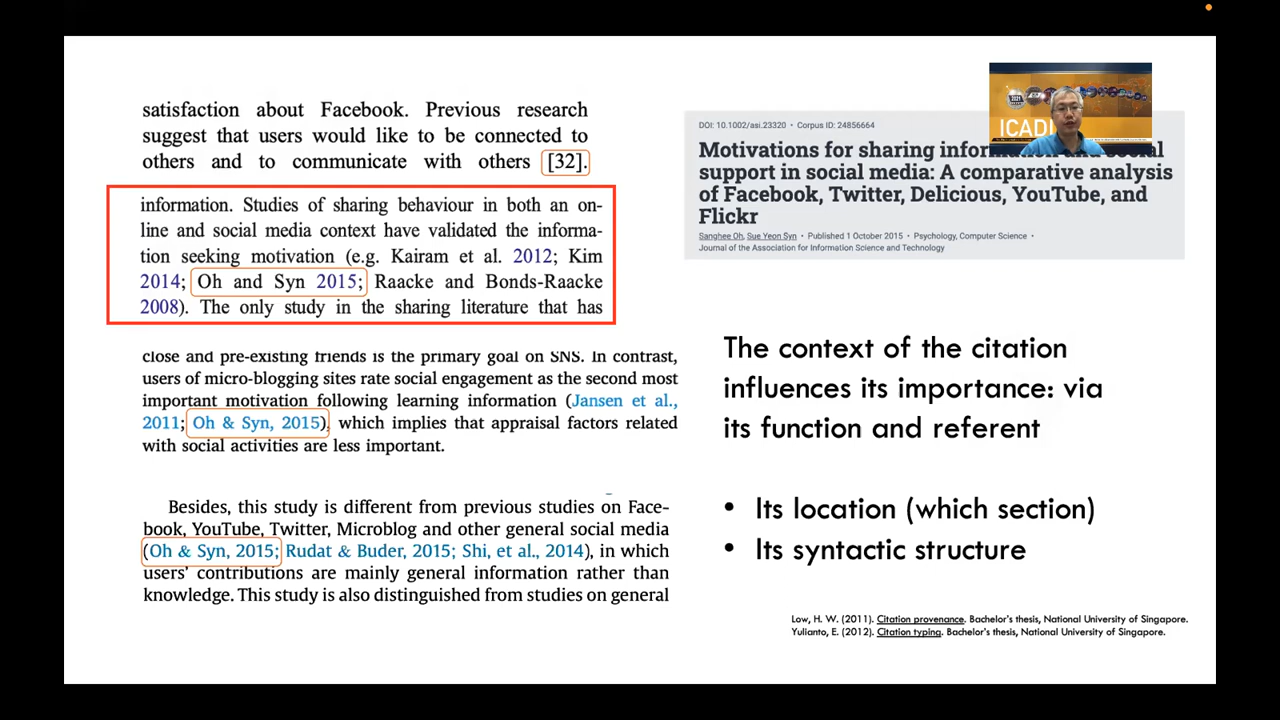 satisfaction about Facebook. Previous research
suggest that users would like to be connected to
others and to communicate with others [32].
information. Studies of sharing behaviour in both an on-
line and social media context have validated the informa-
tion seeking motivation (e.g. Kairam et al. 2012; Kim
2014; Oh and Syn 2015; Raacke and Bonds-Raacke
2008). The only study in the sharing literature that has
close and pre-existing friends is the primary goal on SNS. In contrast,
users of micro-blogging sites rate social engagement as the second most
important motivation following learning information (Jansen et al.,
2011; Oh & Syn, 2015), which implies that appraisal factors related
with social activities are less important.
Besides, this study is different from previous studies on Face-
book, YouTube, Twitter, Microblog and other general social media
(Oh & Syn, 2015; Rudat & Buder, 2015; Shi, et al., 2014), in which
users' contributions are mainly general information rather than
knowledge. This study is also distinguished from studies on general
ICADL
DOI: 10.1002/asi.23320 • Corpus ID: 24856664
Motivations for sharing
support in social media: A comparative analysis
of Facebook, Twitter, Delicious, YouTube, and
Flickr
Sanghee Oh, Sue Yeon Syn • Published 1 October 2015 • Psychology, Computer Science •
Journal of the Association for Information Science and Technology
The context of the citation
influences its importance: via
its function and referent
• Its location (which section)
• Its syntactic structure
Low, H. W. (2011). Citation provenance. Bachelor's thesis, National University of Singapore.
Yulianto, E. (2012). Citation typing. Bachelor's thesis, National University of Singapore.